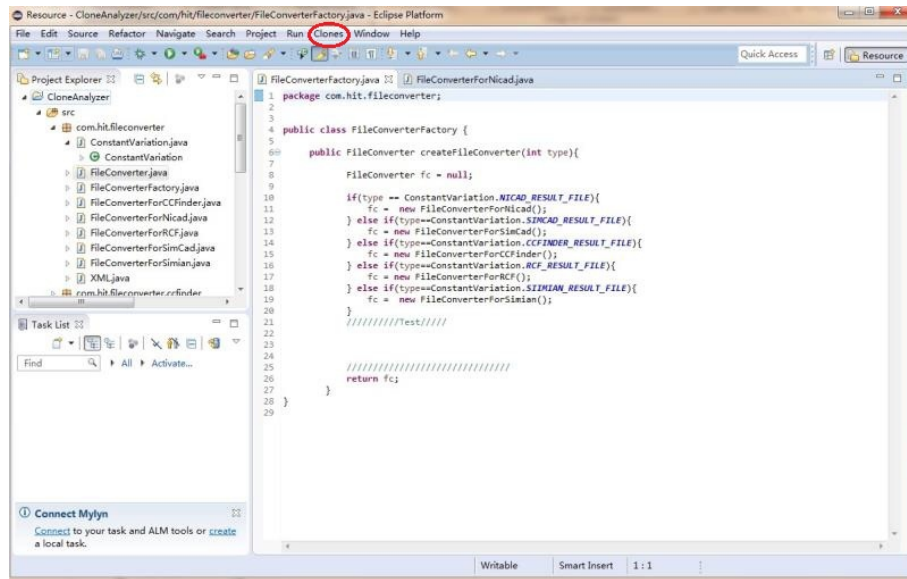 Resource - CloneAnalyzer/src/com/hit/fileconverter/FileConverterFactory.java - Eclipse Platform
File Edit Source Refactor Navigate Search Project Run Clones Window Help
Quick Access
Resource
Project Explorer
CloneAnalyzer
src
com.hit.fileconverter
ConstantVariation.java
ConstantVariation
FileConverter.java
FileConverterFactory.java
FileConverterForCCFinder.java
FileConverterForNicad.java
FileConverterForRCF.java
FileConverterForSimCad.java
FileConverterForSimian.java
XML.java
com.hit.fileconverter.ccfinder
Task List
Find All Activate...
Connect Mylyn
Connect to your task and ALM tools or create
a local task.
FileConverterFactory.java FileConverterForNicad.java
1 package com.hit.fileconverter;
2
3
4 public class FileConverterFactory {
5
6 public FileConverter createFileConverter(int type){
7
8 FileConverter fc = null;
9
10 if(type == ConstantVariation.NICAD_RESULT_FILE){
11 fc = new FileConverterForNicad();
12 } else if(type==ConstantVariation.SIMCAD_RESULT_FILE){
13 fc = new FileConverterForSimCad();
14 } else if(type==ConstantVariation.CCFINDER_RESULT_FILE){
15 fc = new FileConverterForCCFinder();
16 } else if(type==ConstantVariation.RCF_RESULT_FILE){
17 fc = new FileConverterForRCF();
18 } else if(type==ConstantVariation.SIIMIAN_RESULT_FILE){
19 fc = new FileConverterForSimian();
20 }
21 //////////Test/////
22
23
24
25 ///////////////////////////////
26 return fc;
27 }
28 }
29
Writable Smart Insert 1 : 1